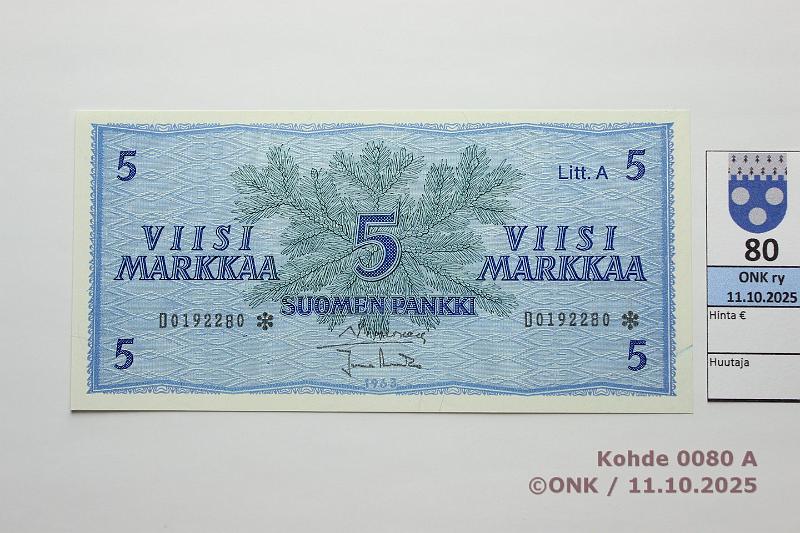 5
Litt. A 5
VIISI
MARKKAA
5
VIISI
MARKKAA
SUOMEN PANKKI
D0192280 *
D0192280 *
5
5
1963
80
ONK ry
11.10.2025
Hinta €
Huutaja
Kohde 0080 A
©ONK / 11.10.2025